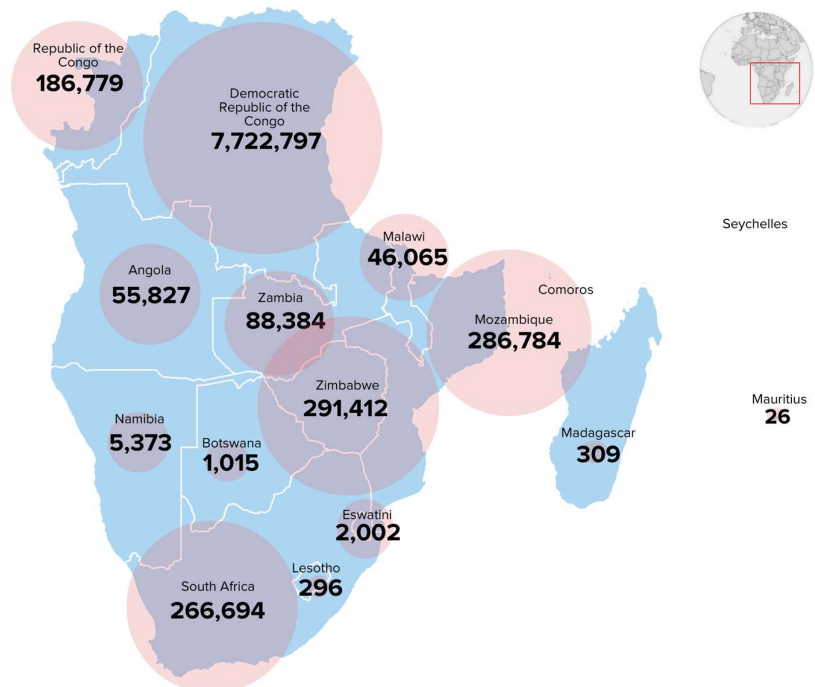 Republic of the
Congo
186,779
Democratic
Republic of the
Congo
7,722,797
Seychelles
Malawi
46,065
Angola
55,827
Zambia
88,384
Comoros
Mozambique
286,784
Zimbabwe
291,412
Mauritius
26
Namibia
5,373
Botswana
1,015
Madagascar
309
Eswatini
2,002
Lesotho
296
South Africa
266,694